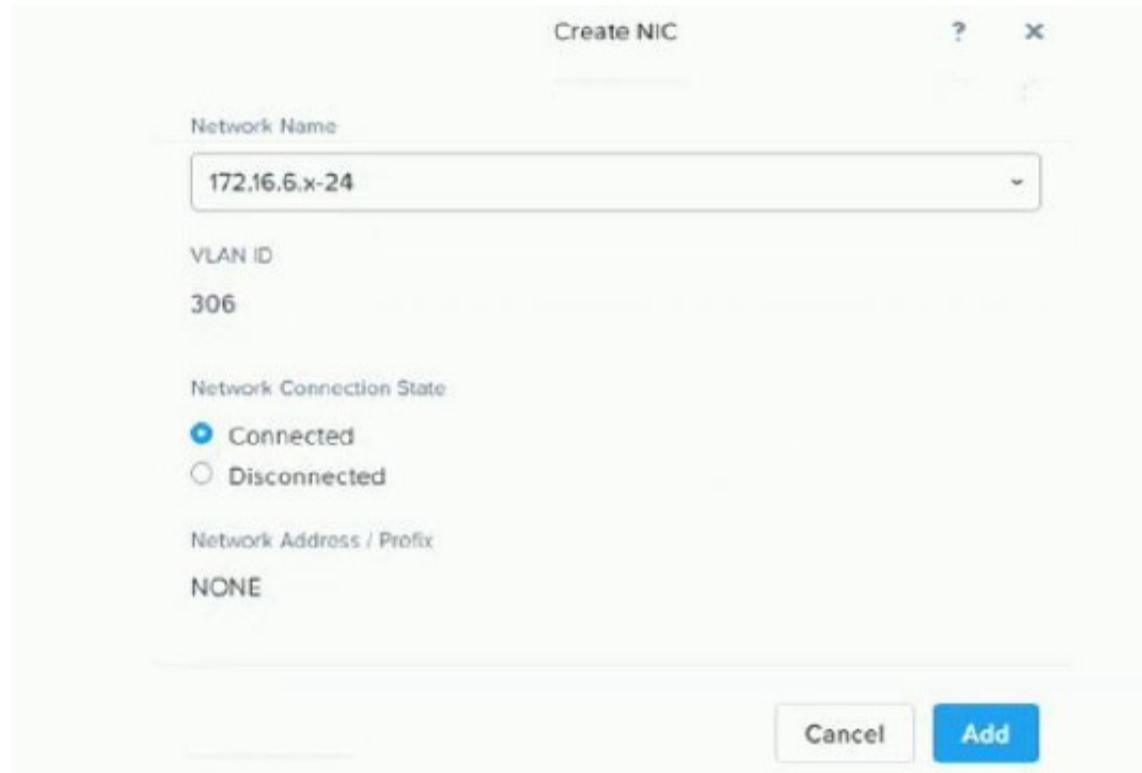 Create NIC ? ×
Network Name
172.16.6.x-24
VLAN ID
306
Network Connection State
Connected
Disconnected
Network Address / Prefix
NONE
Cancel Add